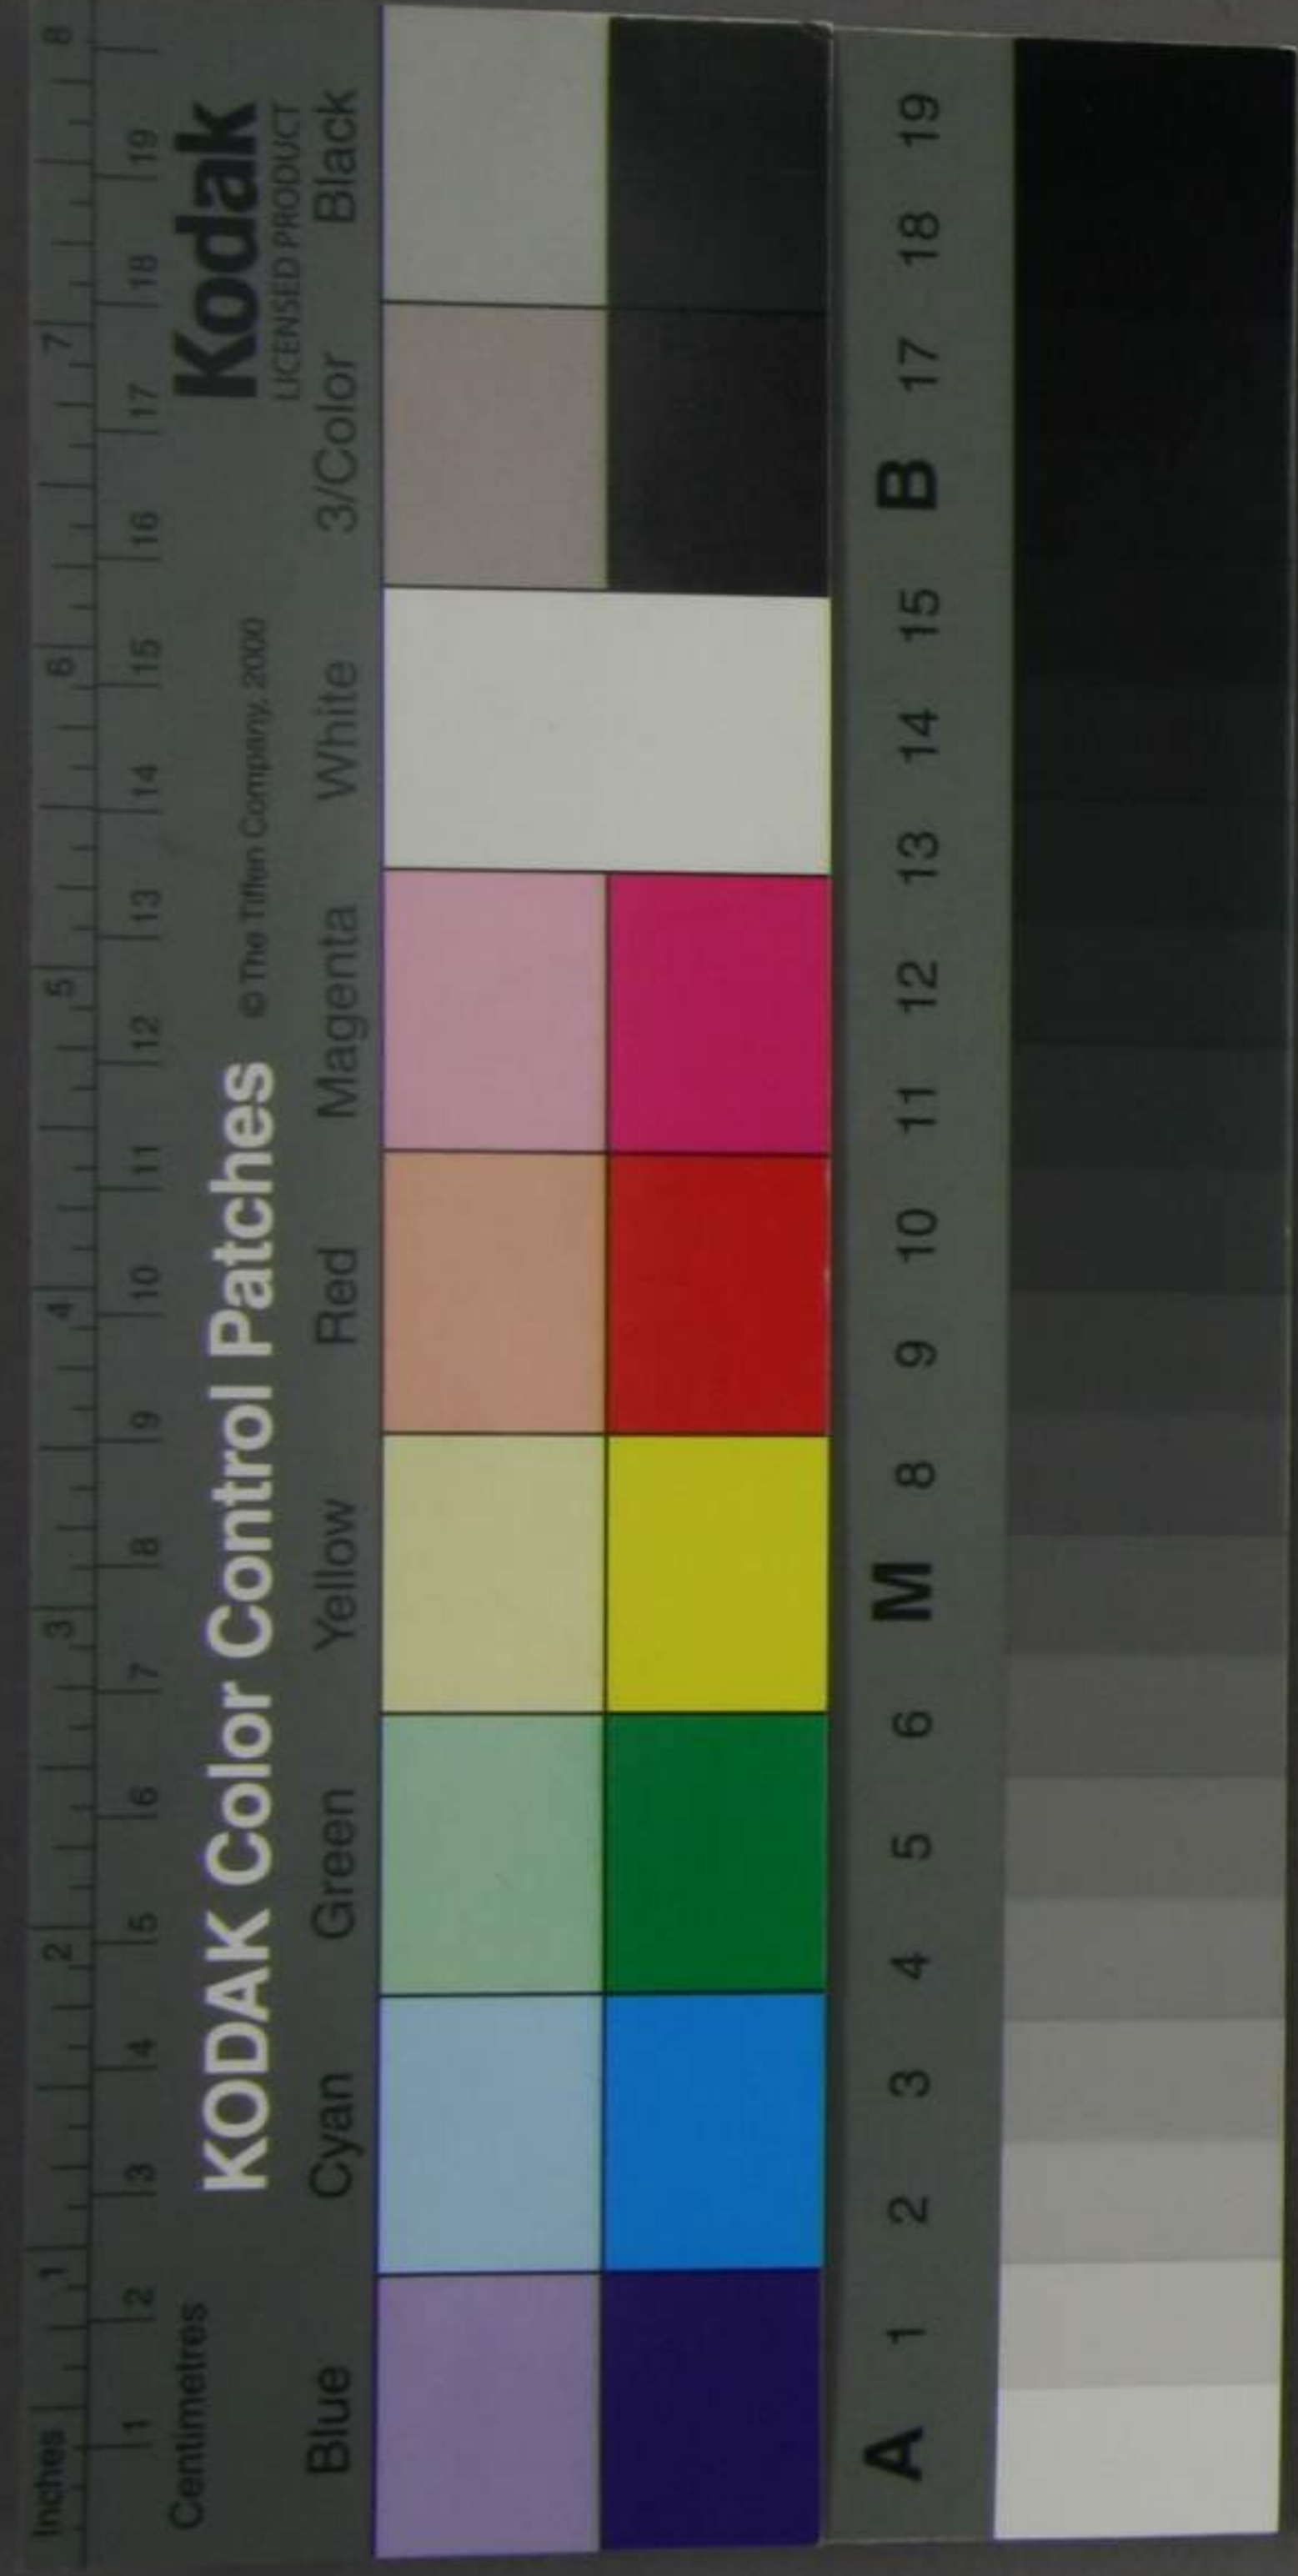 Inches 1 2 3 4 5 6 7 8
Centimetres 1 2 3 4 5 6 7 8 9 10 11 12 13 14 15 16 17 18 19
KODAK Color Control Patches © The Tiffen Company, 2000 Kodak
LICENSED PRODUCT
Blue Cyan Green Yellow Red Magenta White 3/Color Black
A 1 2 3 4 5 6 M 8 9 10 11 12 13 14 15 B 17 18 19